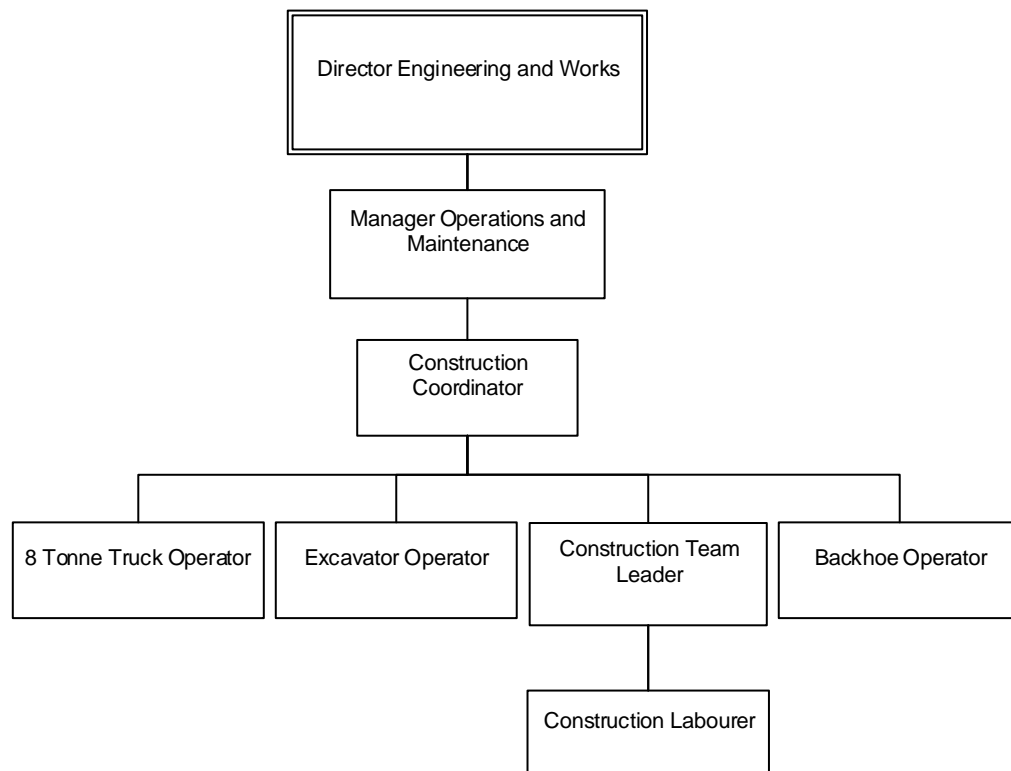 Director Engineering and Works
Manager Operations and
Maintenance
Construction
Coordinator
8 Tonne Truck Operator
Excavator Operator
Construction Team
Leader
Backhoe Operator
Construction Labourer